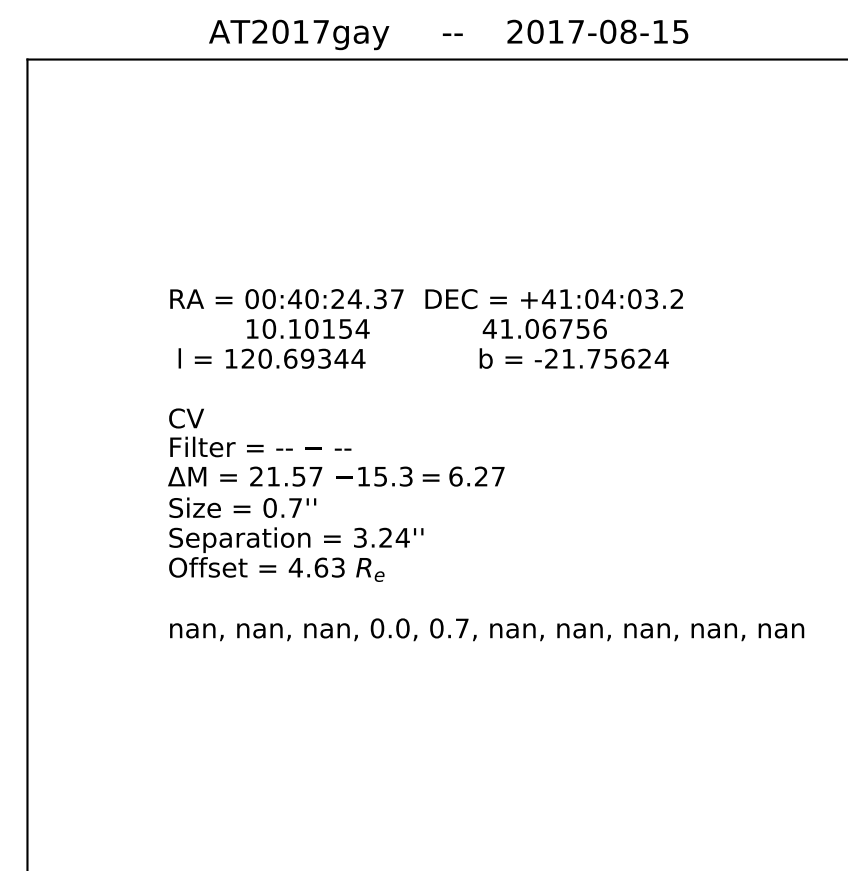 AT2017gay -- 2017-08-15
RA = 00:40:24.37 DEC = +41:04:03.2
10.10154 41.06756
l = 120.69344 b = -21.75624
CV
Filter = -- − --
ΔM = 21.57 −15.3 = 6.27
Size = 0.7''
Separation = 3.24''
Offset = 4.63 Re
nan, nan, nan, 0.0, 0.7, nan, nan, nan, nan, nan